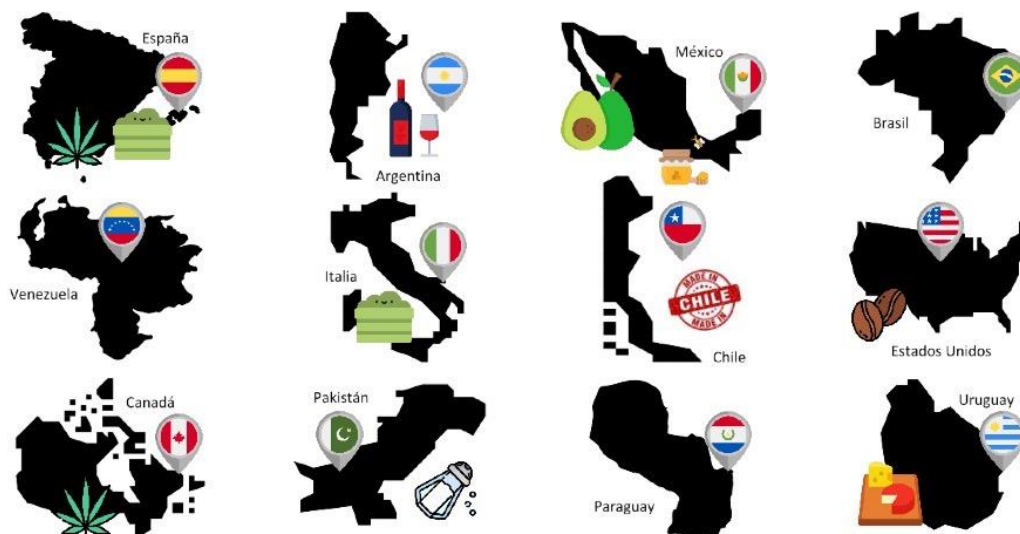 España
Argentina
México
Brasil
Venezuela
Italia
MADE IN
CHILE
MADE IN
Chile
Estados Unidos
Canadá
Pakistán
Paraguay
Uruguay